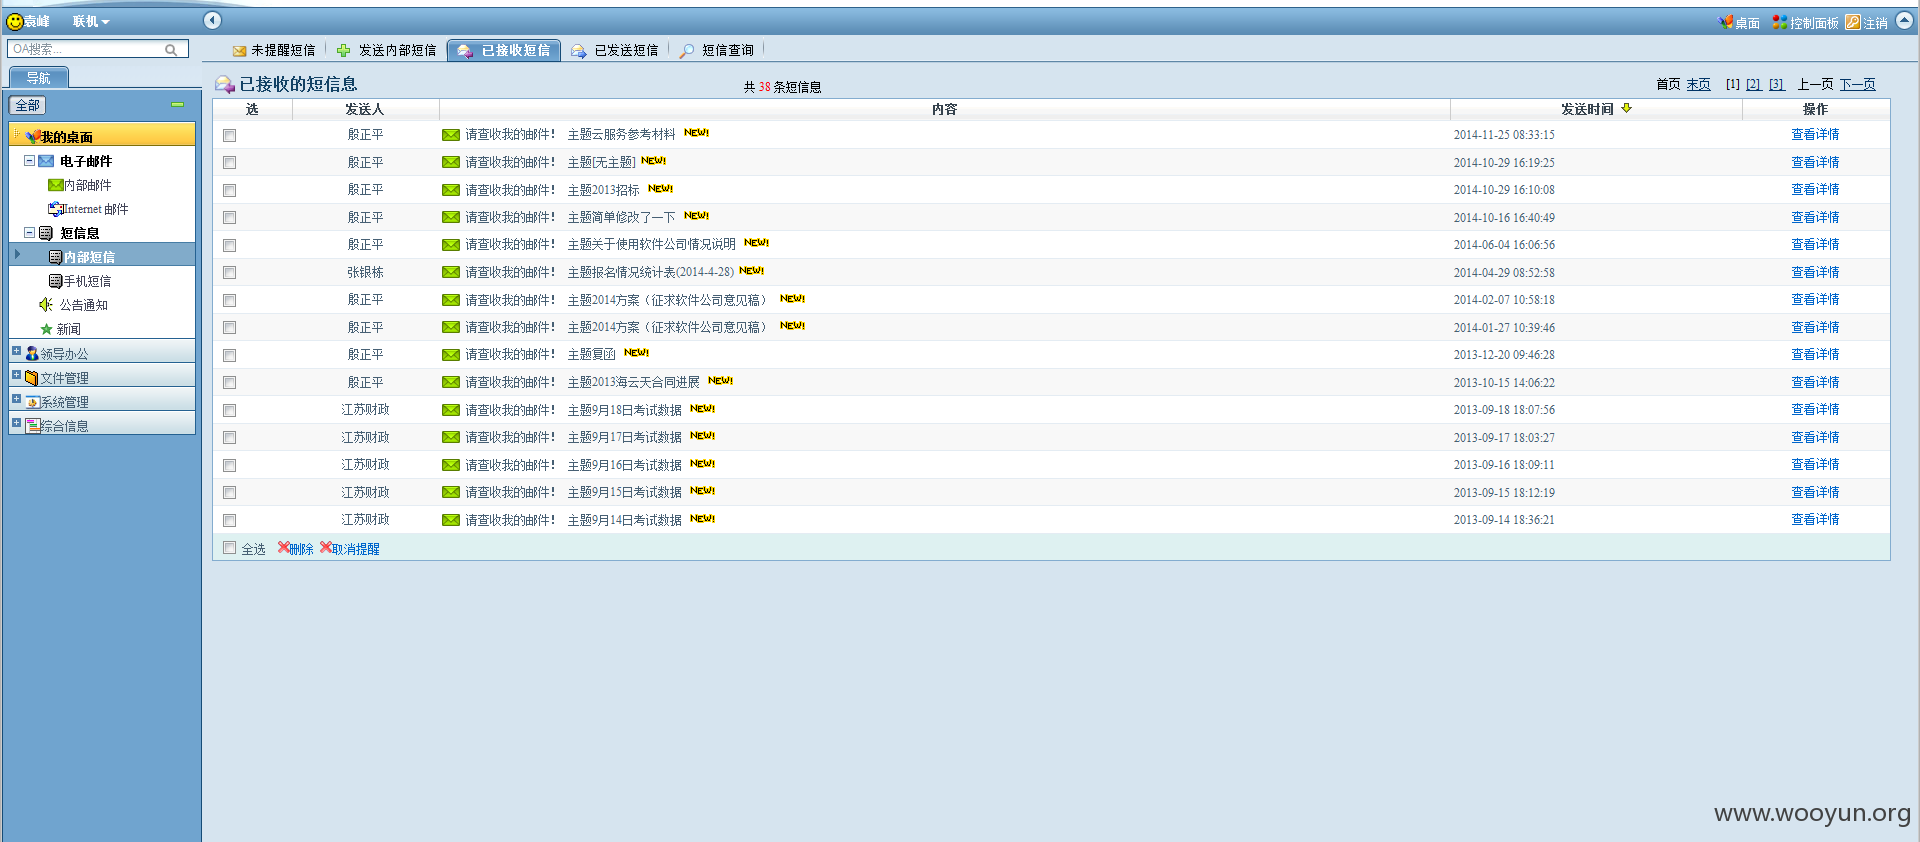 袁峰 联机
桌面 控制面板 注销
OA搜索...
未提醒短信 发送内部短信 已接收短信 已发送短信 短信查询
导航
全部
我的桌面
电子邮件
内部邮件
Internet 邮件
短信息
内部短信
手机短信
公告通知
新闻
领导办公
文件管理
系统管理
综合信息
已接收的短信息 共 38 条短信息 首页 末页 [1] [2] [3] 上一页 下一页
选 发送人 内容 发送时间 操作
殷正平 请查收我的邮件! 主题云服务参考材料 NEW! 2014-11-25 08:33:15 查看详情
殷正平 请查收我的邮件! 主题[无主题] NEW! 2014-10-29 16:19:25 查看详情
殷正平 请查收我的邮件! 主题2013招标 NEW! 2014-10-29 16:10:08 查看详情
殷正平 请查收我的邮件! 主题简单修改了一下 NEW! 2014-10-16 16:40:49 查看详情
殷正平 请查收我的邮件! 主题关于使用软件公司情况说明 NEW! 2014-06-04 16:06:56 查看详情
张银栋 请查收我的邮件! 主题报名情况统计表(2014-4-28) NEW! 2014-04-29 08:52:58 查看详情
殷正平 请查收我的邮件! 主题2014方案（征求软件公司意见稿） NEW! 2014-02-07 10:58:18 查看详情
殷正平 请查收我的邮件! 主题2014方案（征求软件公司意见稿） NEW! 2014-01-27 10:39:46 查看详情
殷正平 请查收我的邮件! 主题复函 NEW! 2013-12-20 09:46:28 查看详情
殷正平 请查收我的邮件! 主题2013海云天合同进展 NEW! 2013-10-15 14:06:22 查看详情
江苏财政 请查收我的邮件! 主题9月18日考试数据 NEW! 2013-09-18 18:07:56 查看详情
江苏财政 请查收我的邮件! 主题9月17日考试数据 NEW! 2013-09-17 18:03:27 查看详情
江苏财政 请查收我的邮件! 主题9月16日考试数据 NEW! 2013-09-16 18:09:11 查看详情
江苏财政 请查收我的邮件! 主题9月15日考试数据 NEW! 2013-09-15 18:12:19 查看详情
江苏财政 请查收我的邮件! 主题9月14日考试数据 NEW! 2013-09-14 18:36:21 查看详情
全选 删除 取消提醒
www.wooyun.org